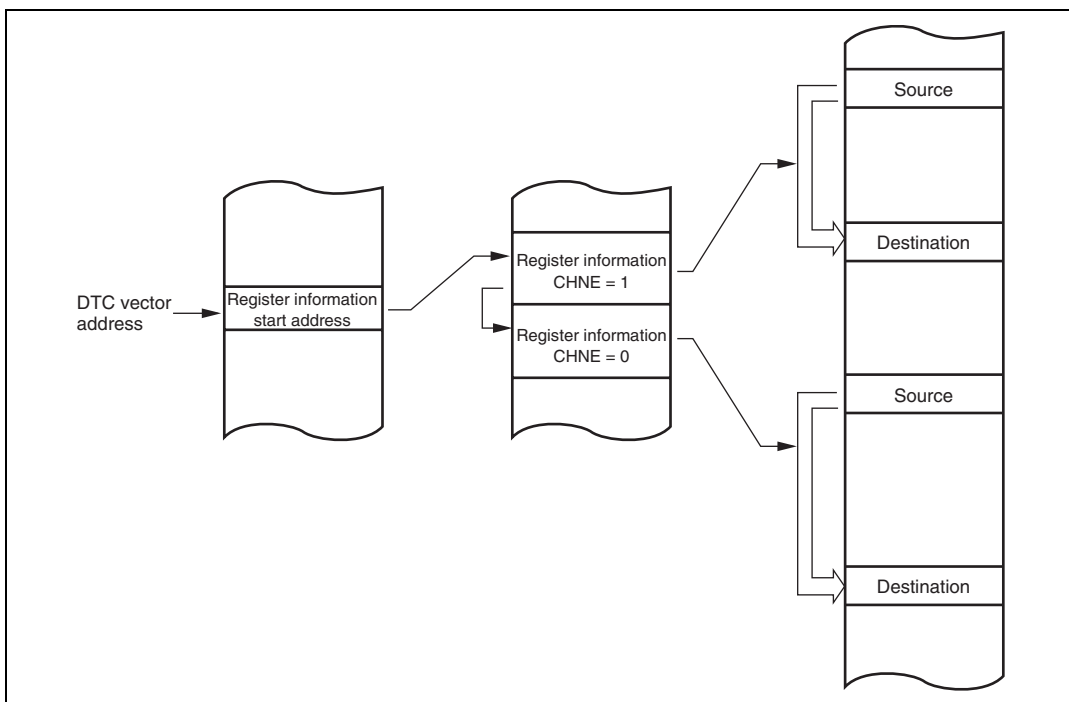 DTC vector
address
Register information
start address
Register information
CHNE = 1
Register information
CHNE = 0
Source
Destination
Source
Destination